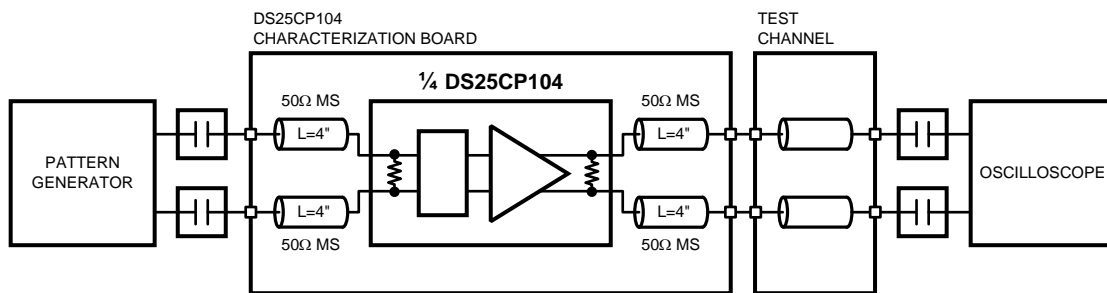 DS25CP104
CHARACTERIZATION BOARD
TEST
CHANNEL
¼ DS25CP104
50Ω MS
50Ω MS
L=4"
L=4"
PATTERN
GENERATOR
OSCILLOSCOPE
L=4"
L=4"
50Ω MS
50Ω MS